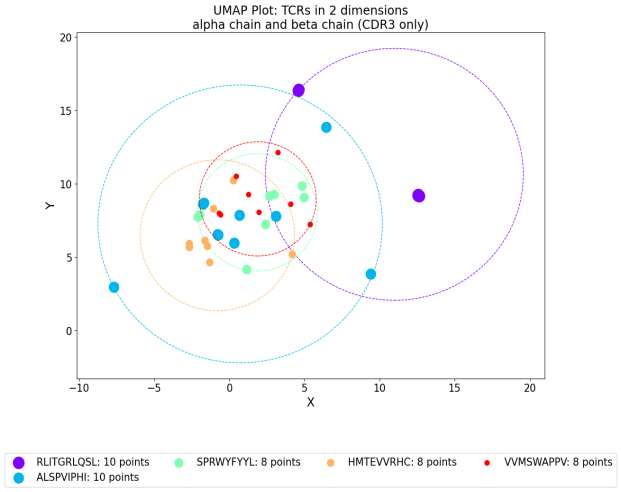 UMAP Plot: TCRs in 2 dimensions
alpha chain and beta chain (CDR3 only)
20
15
10
5
0
Y
−10
−5
0
5
10
15
20
X
RLITGRLQSL: 10 points
SPRWYFYYL: 8 points
HMTEVVRHC: 8 points
VVMSWAPPV: 8 points
ALSPVIPHI: 10 points